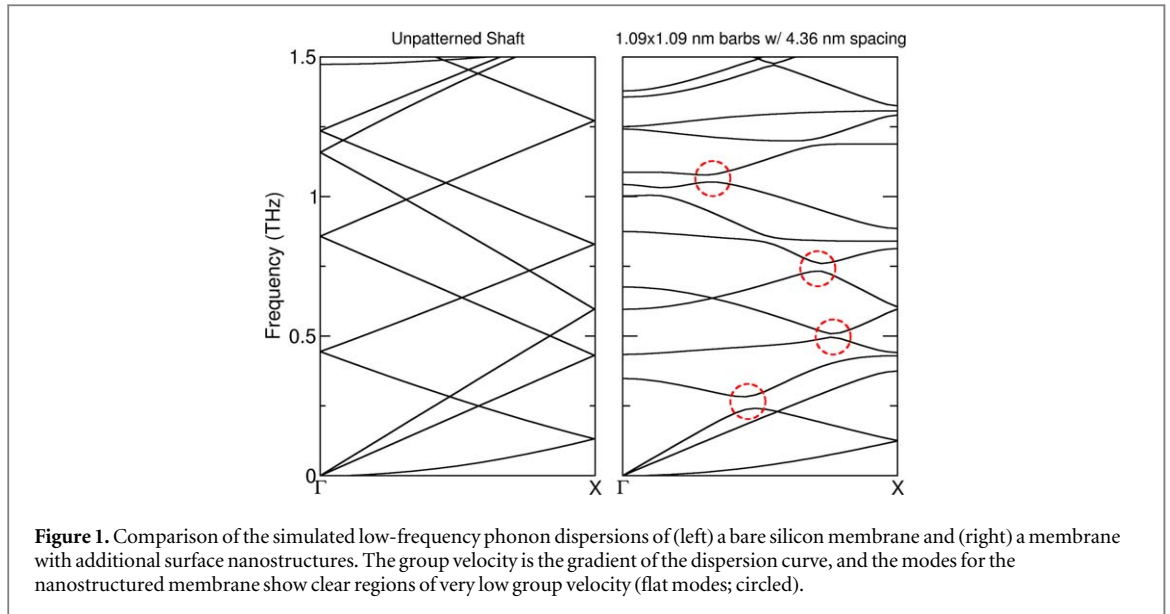 Unpatterned Shaft
1.09x1.09 nm barbs w/ 4.36 nm spacing
1.5
1
0.5
0
Frequency (THz)
Γ
X
Γ
X
Figure 1. Comparison of the simulated low-frequency phonon dispersions of (left) a bare silicon membrane and (right) a membrane
with additional surface nanostructures. The group velocity is the gradient of the dispersion curve, and the modes for the
nanostructured membrane show clear regions of very low group velocity (flat modes; circled).